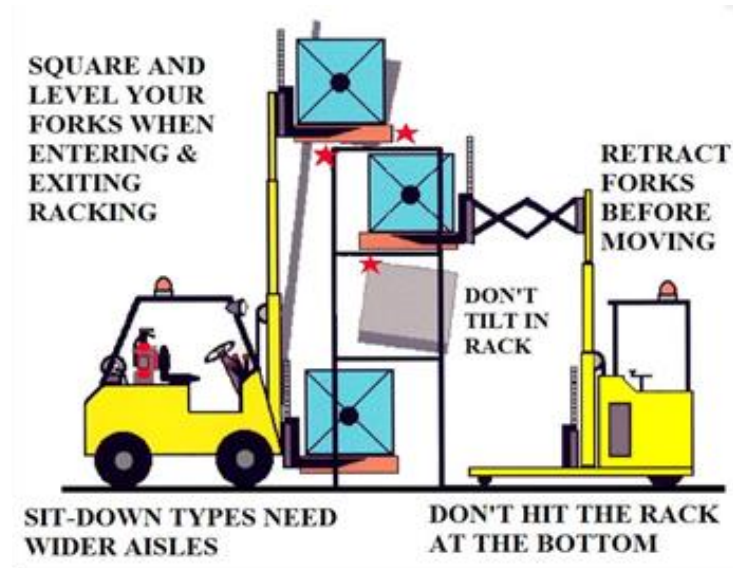 SQUARE AND
LEVEL YOUR
FORKS WHEN
ENTERING &
EXITING
RACKING
RETRACT
FORKS
BEFORE
MOVING
DON'T
TILT IN
RACK
SIT-DOWN TYPES NEED
WIDER AISLES
DON'T HIT THE RACK
AT THE BOTTOM